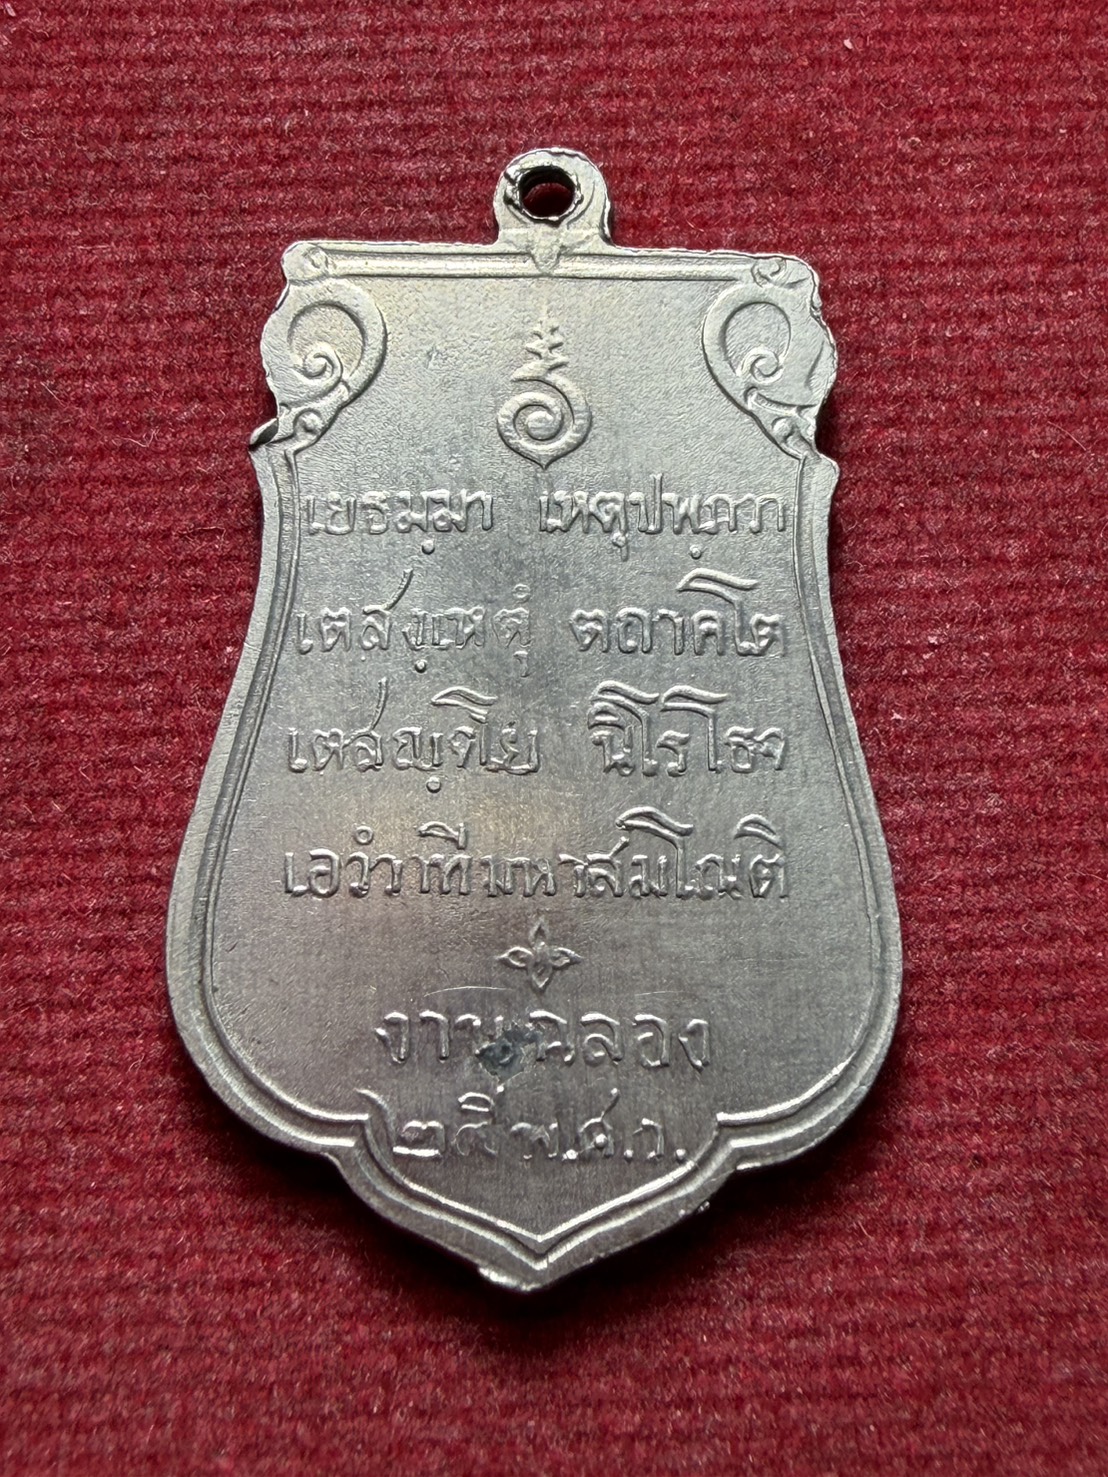 เยธมฺมา เหตุปพฺภวา
เตสงฺเหตุํ ตถาคโต
เตสญฺจโย นิโรโธจ
เอวํวาทีมหาสมโณติ
งานฉลอง
๒๕พ.ศ.ว.